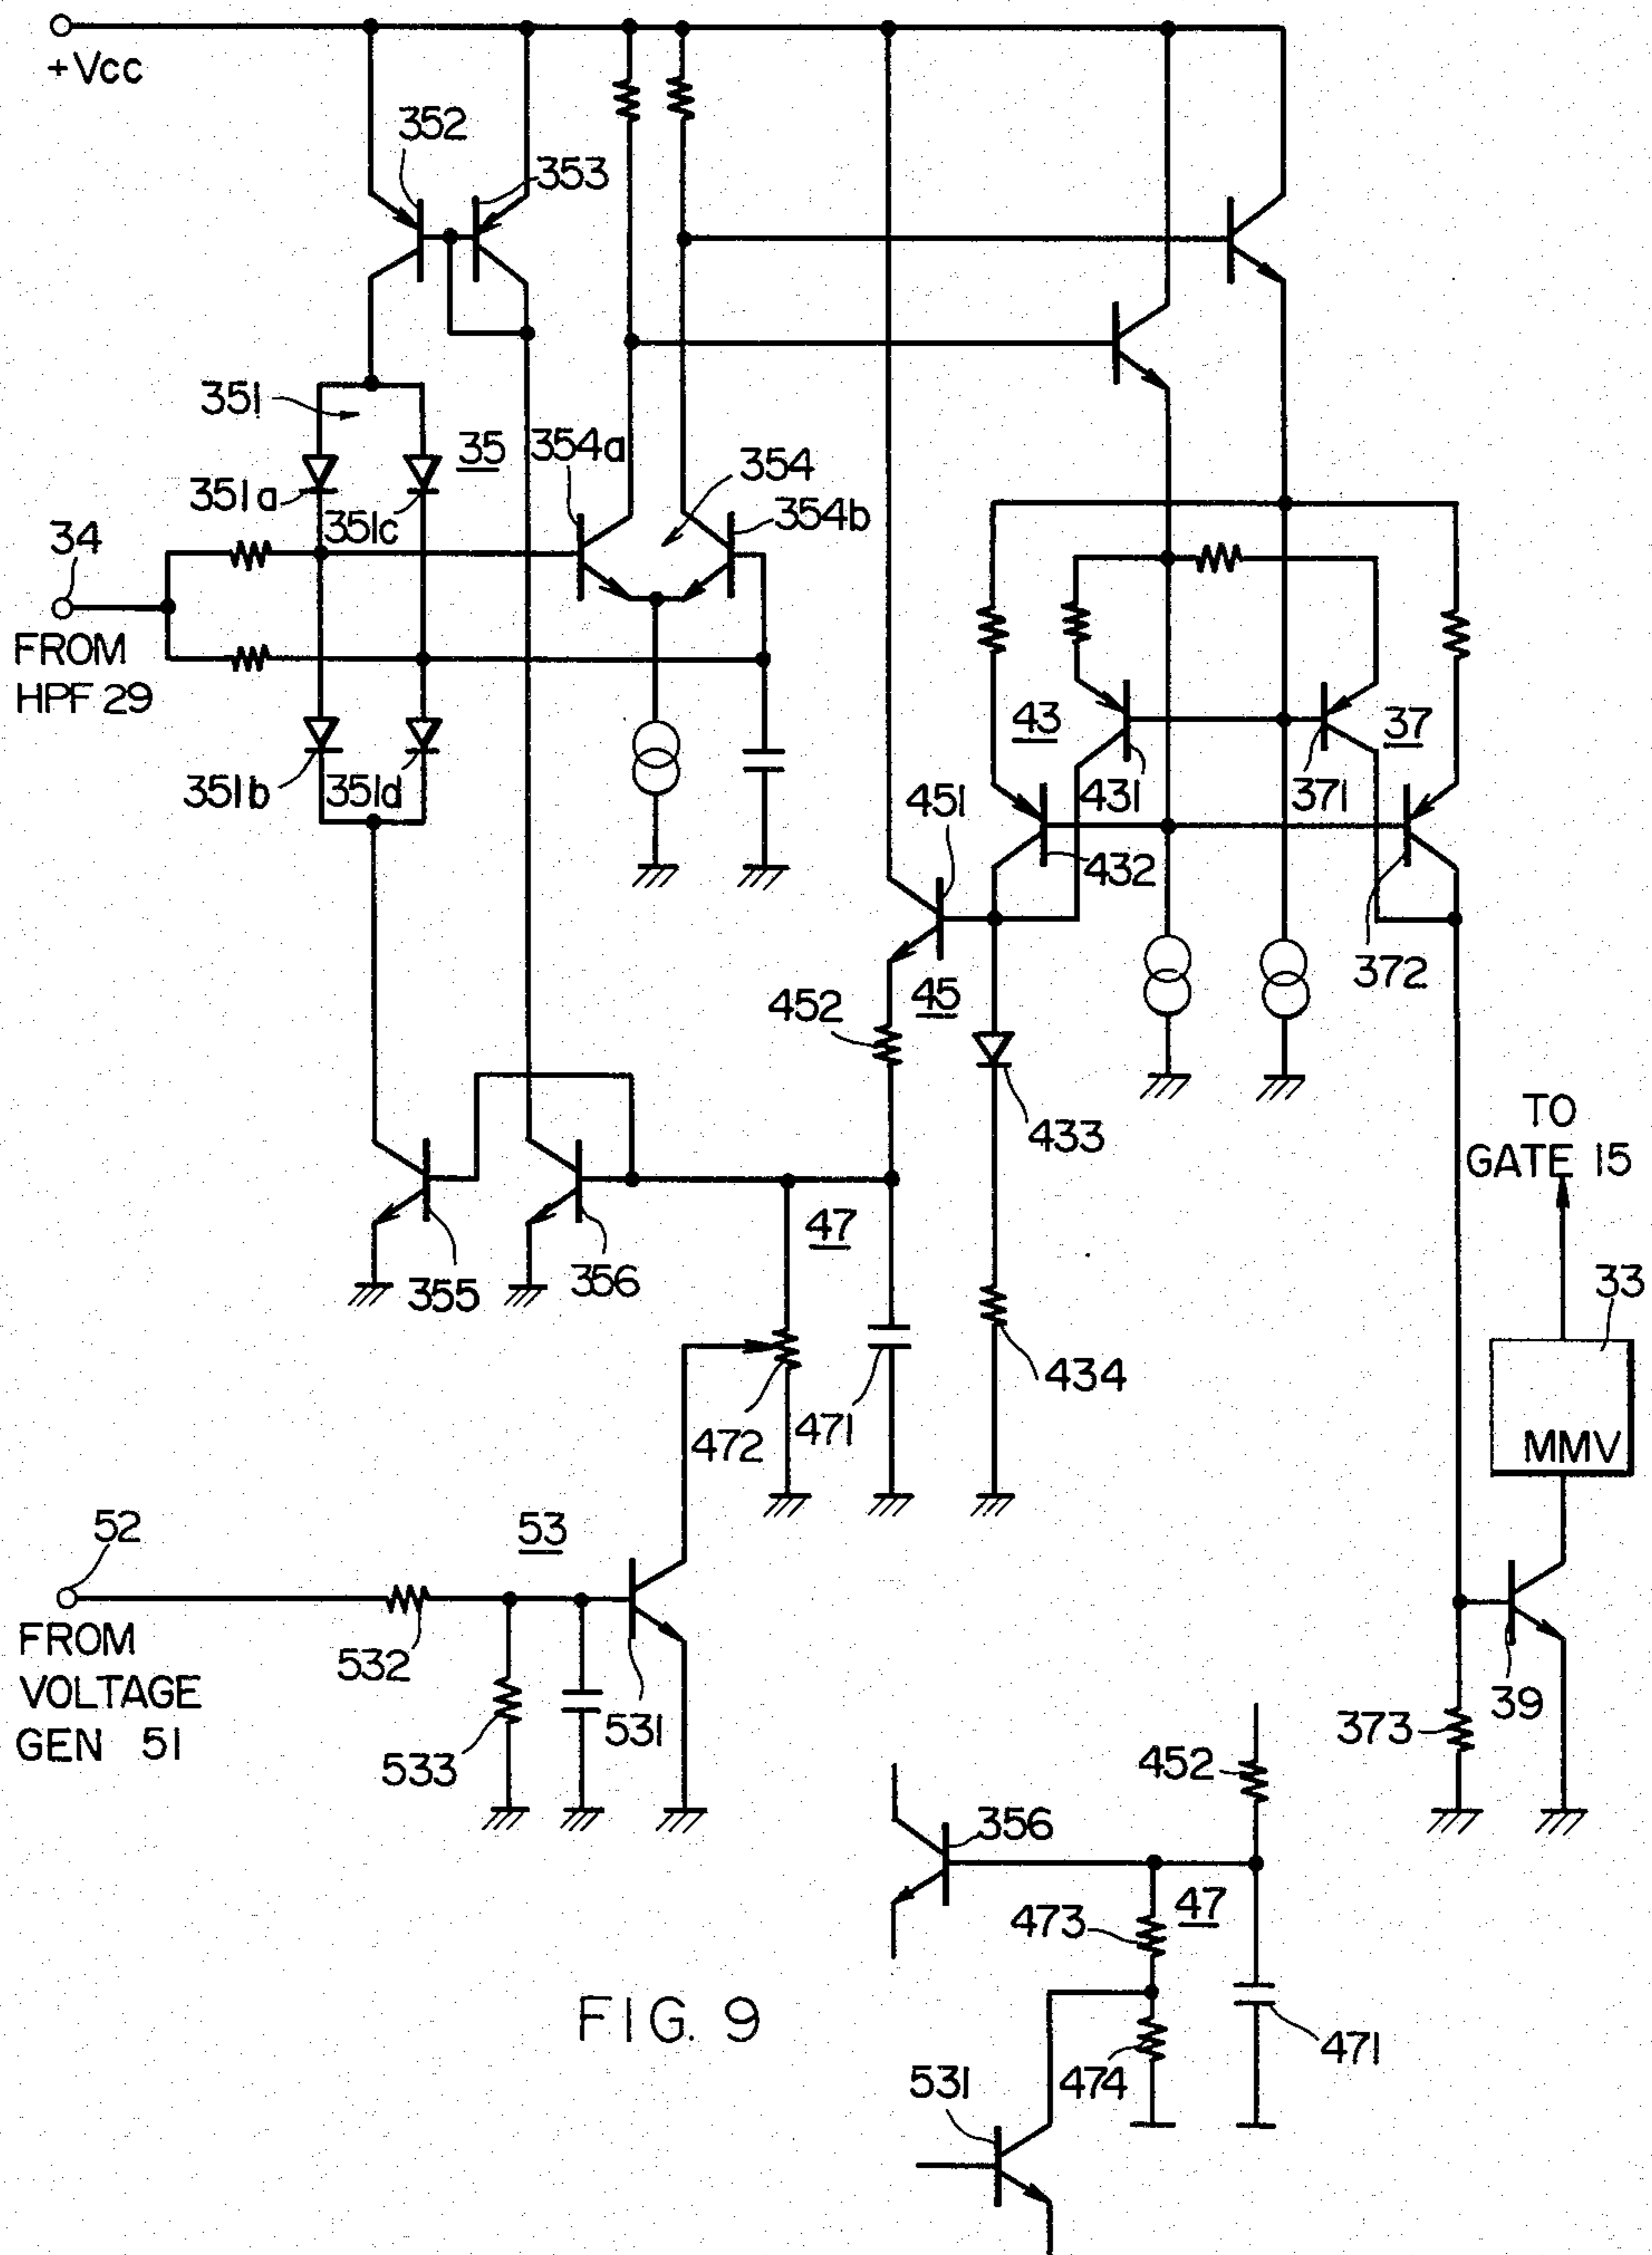 +Vcc
352
353
351
35
354a
354
351a
351c
354b
34
FROM
HPF 29
43
37
351b
351d
451
431
371
432
372
452
45
433
TO
GATE 15
47
355
356
33
434
472
471
MMV
52
53
FROM
VOLTAGE
GEN 51
532
533
531
373
39
452
356
47
473
FIG. 9
471
531
474